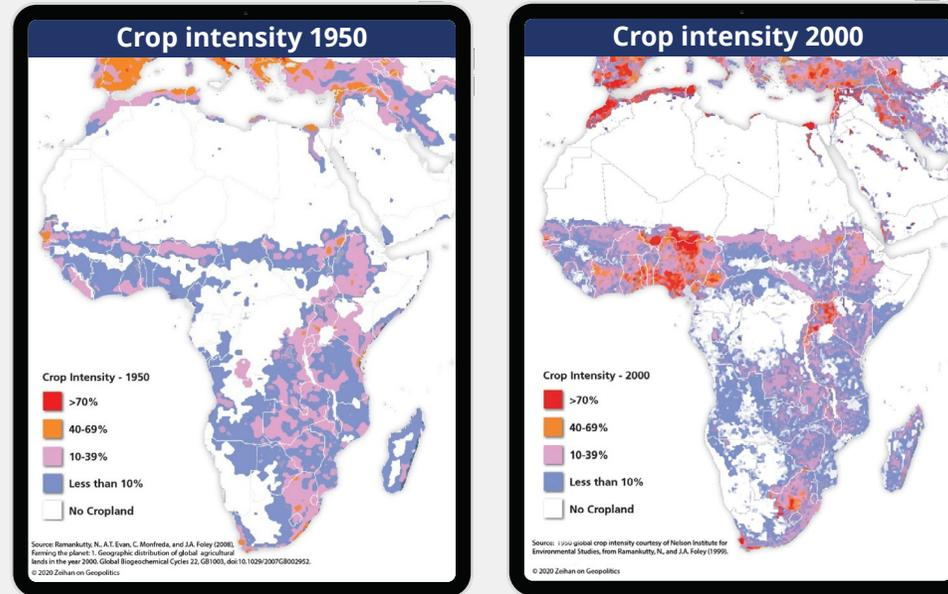 Crop intensity 1950
Crop Intensity - 1950
>70%
40-69%
10-39%
Less than 10%
No Cropland
Source: Ramankutty, N., A.T. Evan, C. Monfreda, and J.A. Foley (2008),
Farming the planet: 1. Geographic distribution of global agricultural
lands in the year 2000. Global Biogeochemical Cycles 22, GB1003, doi:10.1029/2007GB002952.
© 2020 Zeihan on Geopolitics
Crop intensity 2000
Crop Intensity - 2000
>70%
40-69%
10-39%
Less than 10%
No Cropland
Source: 1950 global crop intensity courtesy of Nelson Institute for
Environmental Studies, from Ramankutty, N., and J.A. Foley (1999).
© 2020 Zeihan on Geopolitics